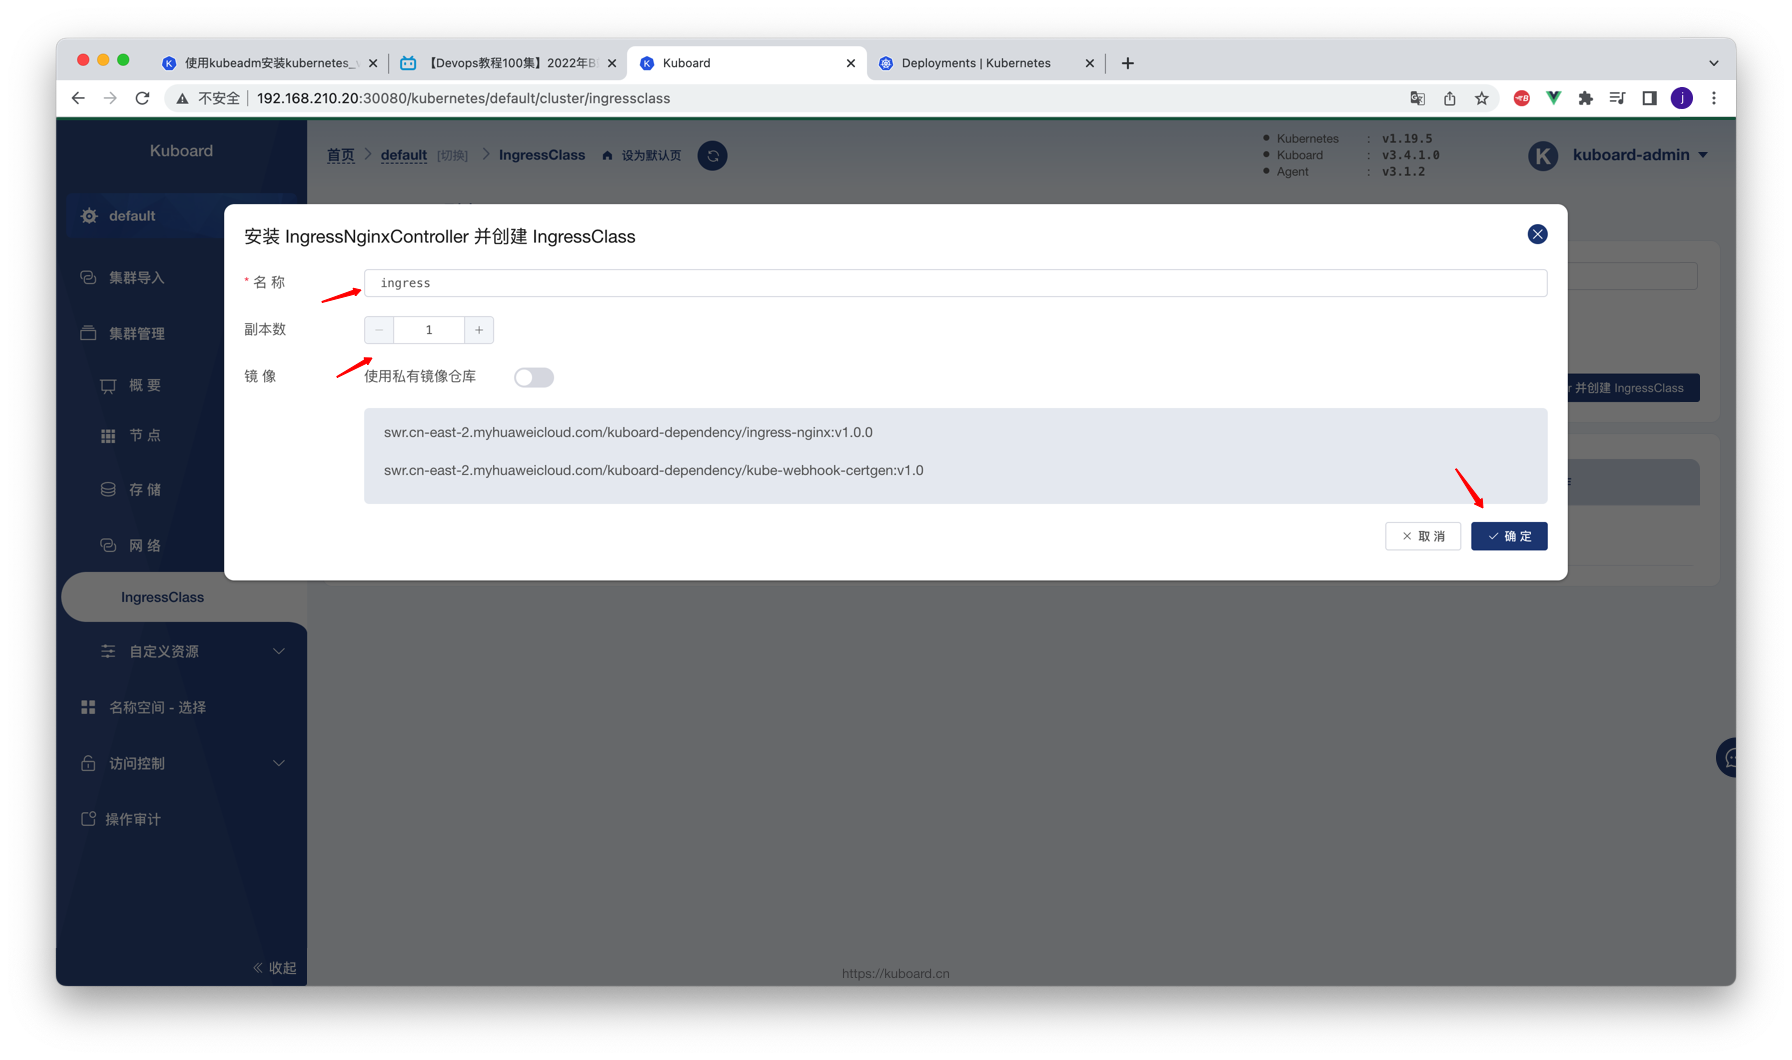 使用kubeadm安装kubernetes_
【Devops教程100集】2022年B
Kuboard
Deployments | Kubernetes
不安全
192.168.210.20:30080/kubernetes/default/cluster/ingressclass
j
Kuboard
首页
default
[切换]
IngressClass
设为默认页
Kubernetes : v1.19.5
Kuboard : v3.4.1.0
Agent : v3.1.2
K
kuboard-admin
default
集群导入
集群管理
概 要
节 点
存 储
网 络
IngressClass
自定义资源
名称空间 - 选择
访问控制
操作审计
收起
安装 IngressNginxController 并创建 IngressClass
* 名 称
ingress
副本数
1
镜 像
使用私有镜像仓库
swr.cn-east-2.myhuaweicloud.com/kuboard-dependency/ingress-nginx:v1.0.0
swr.cn-east-2.myhuaweicloud.com/kuboard-dependency/kube-webhook-certgen:v1.0
取 消
确 定
r 并创建 IngressClass
https://kuboard.cn